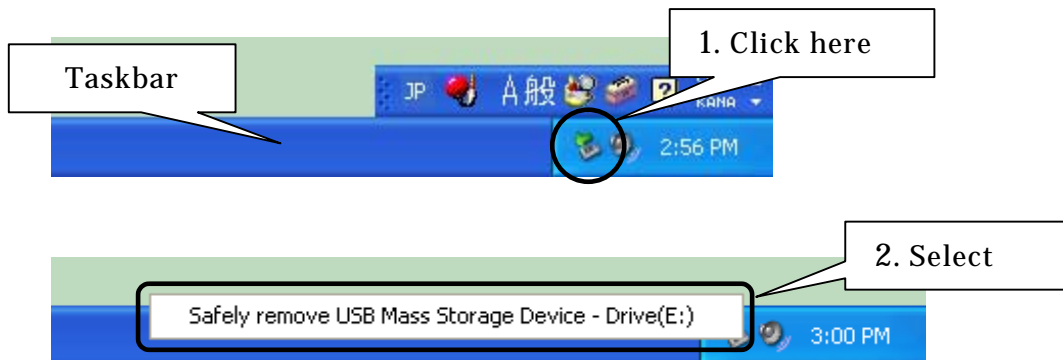 1. Click here
Taskbar
JP A般 ? KANA
2:56 PM
2. Select
Safely remove USB Mass Storage Device - Drive(E:)
3:00 PM